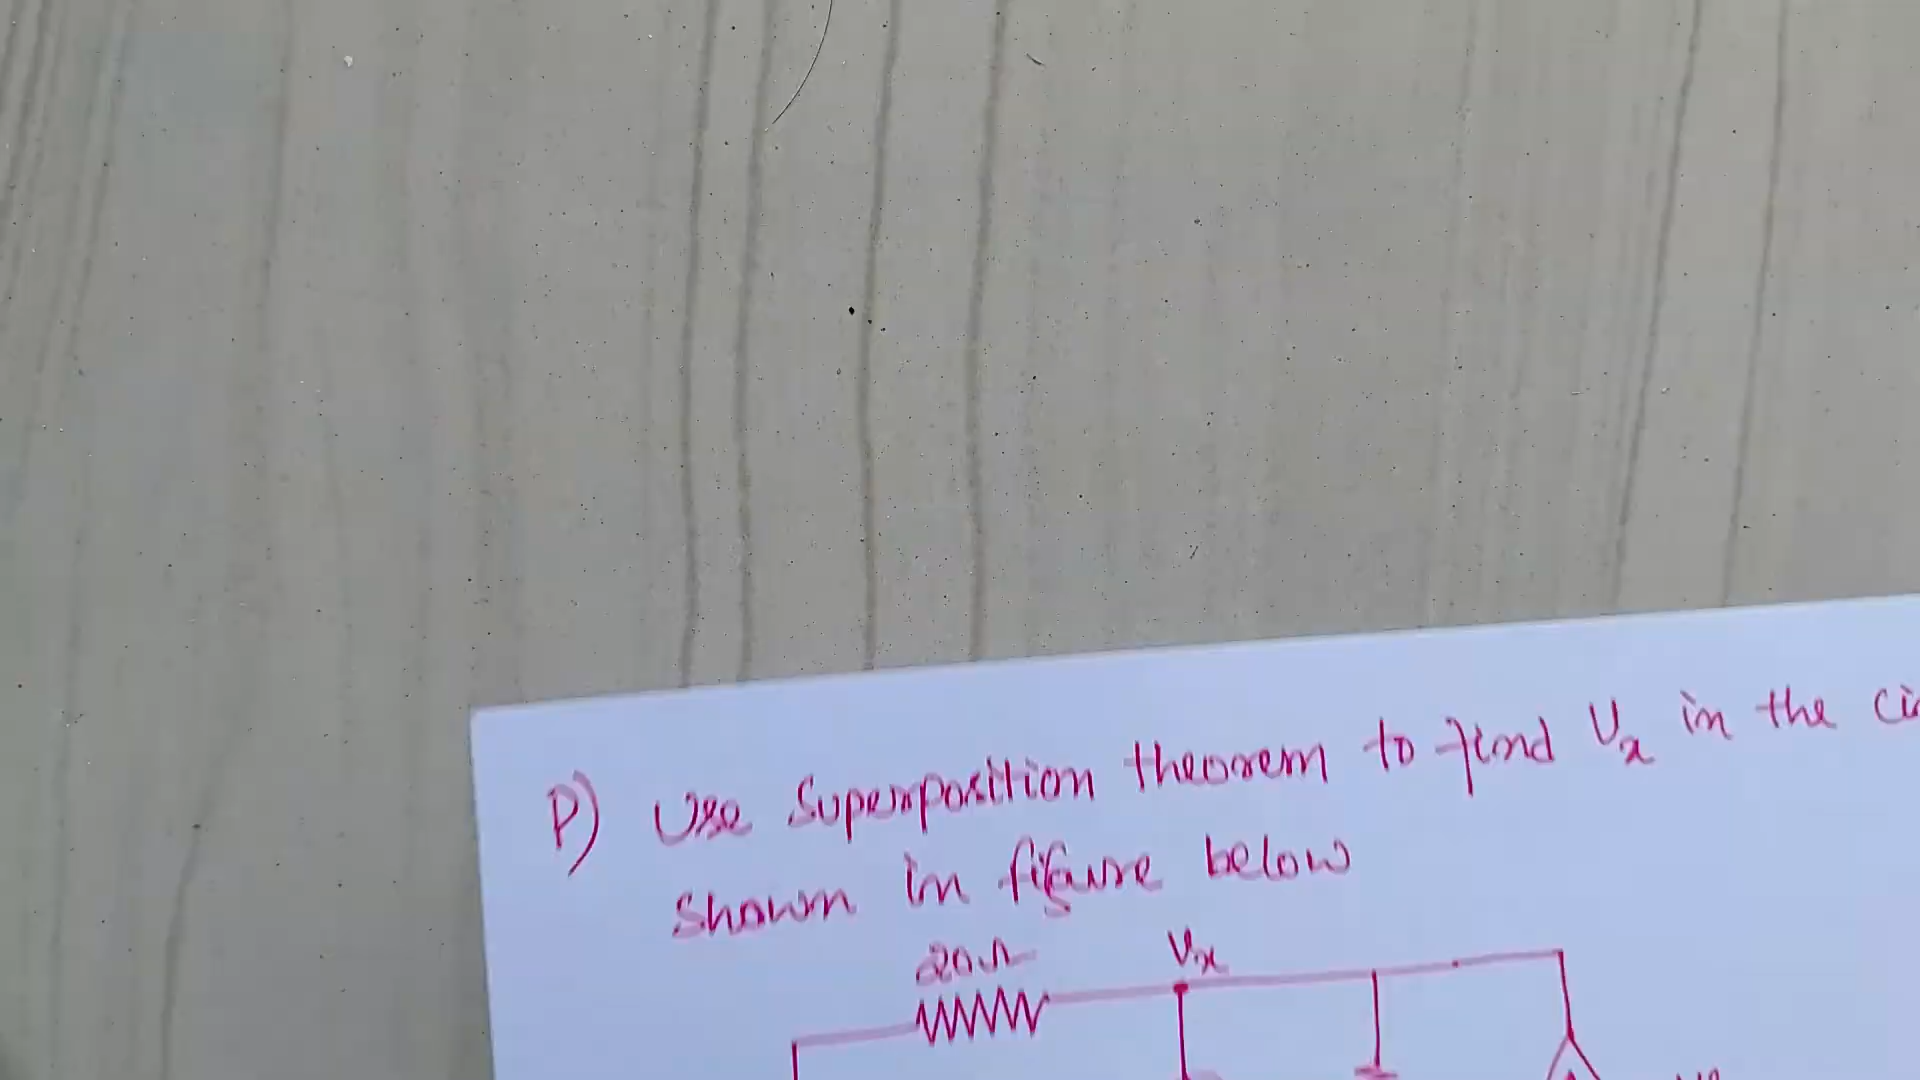 P) Use Superposition theorem to find Vx in the
shown in figure below
20Ω Vx